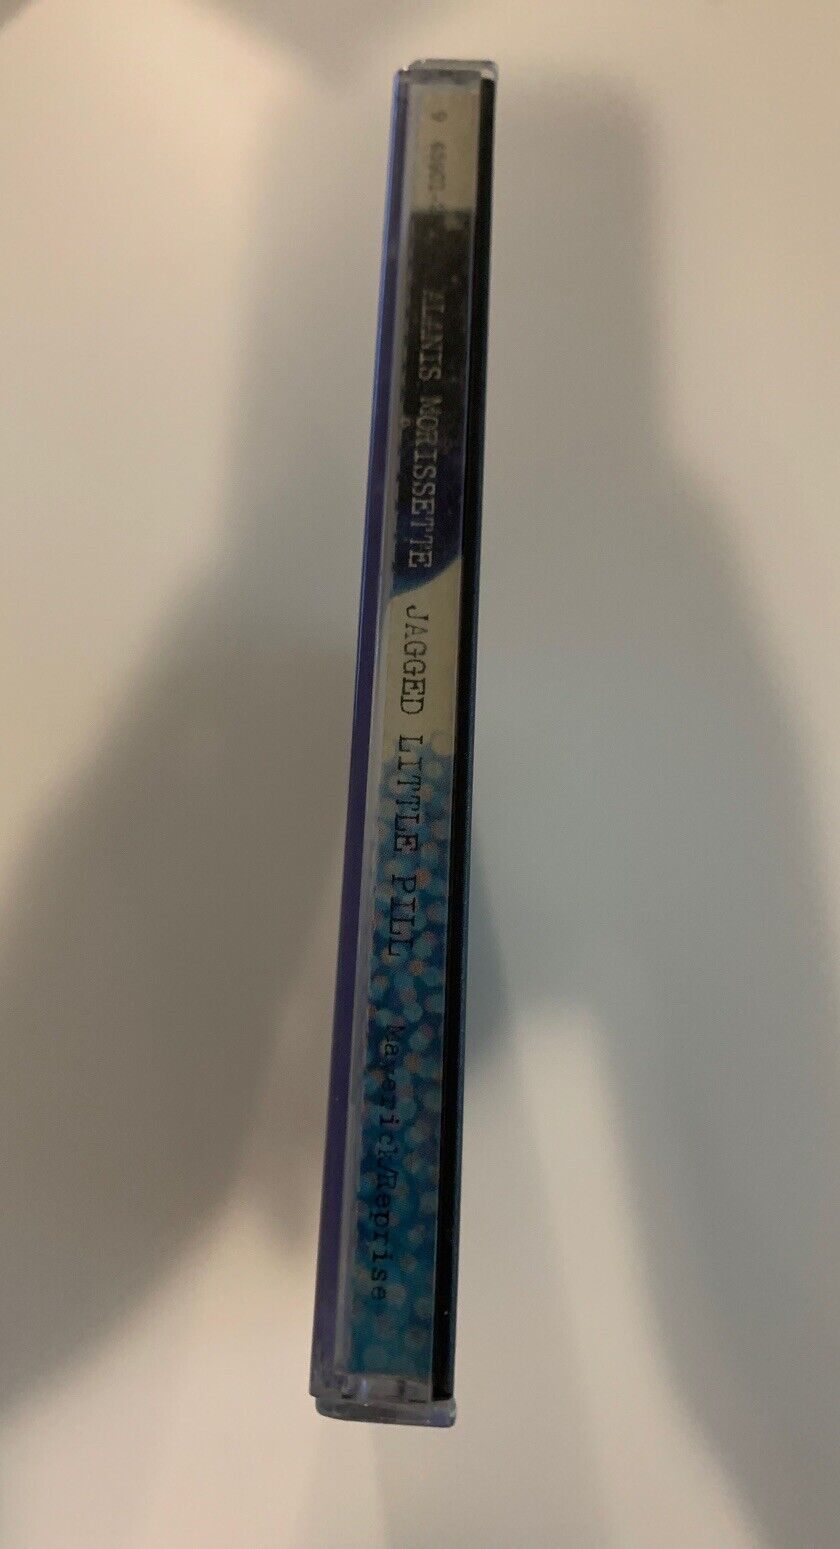 ALANIS MORISSETTE JAGGED LITTLE PILL Maverick/Reprise